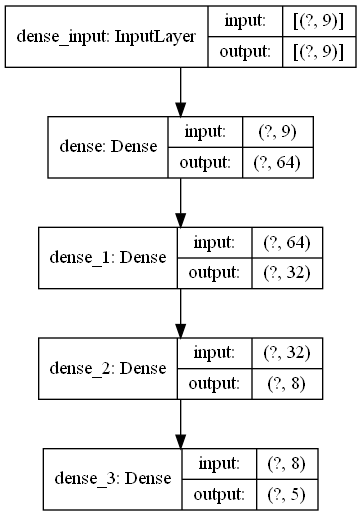 dense_input: InputLayer
input: [(?, 9)]
output: [(?, 9)]
dense: Dense
input: (?, 9)
output: (?, 64)
dense_1: Dense
input: (?, 64)
output: (?, 32)
dense_2: Dense
input: (?, 32)
output: (?, 8)
dense_3: Dense
input: (?, 8)
output: (?, 5)